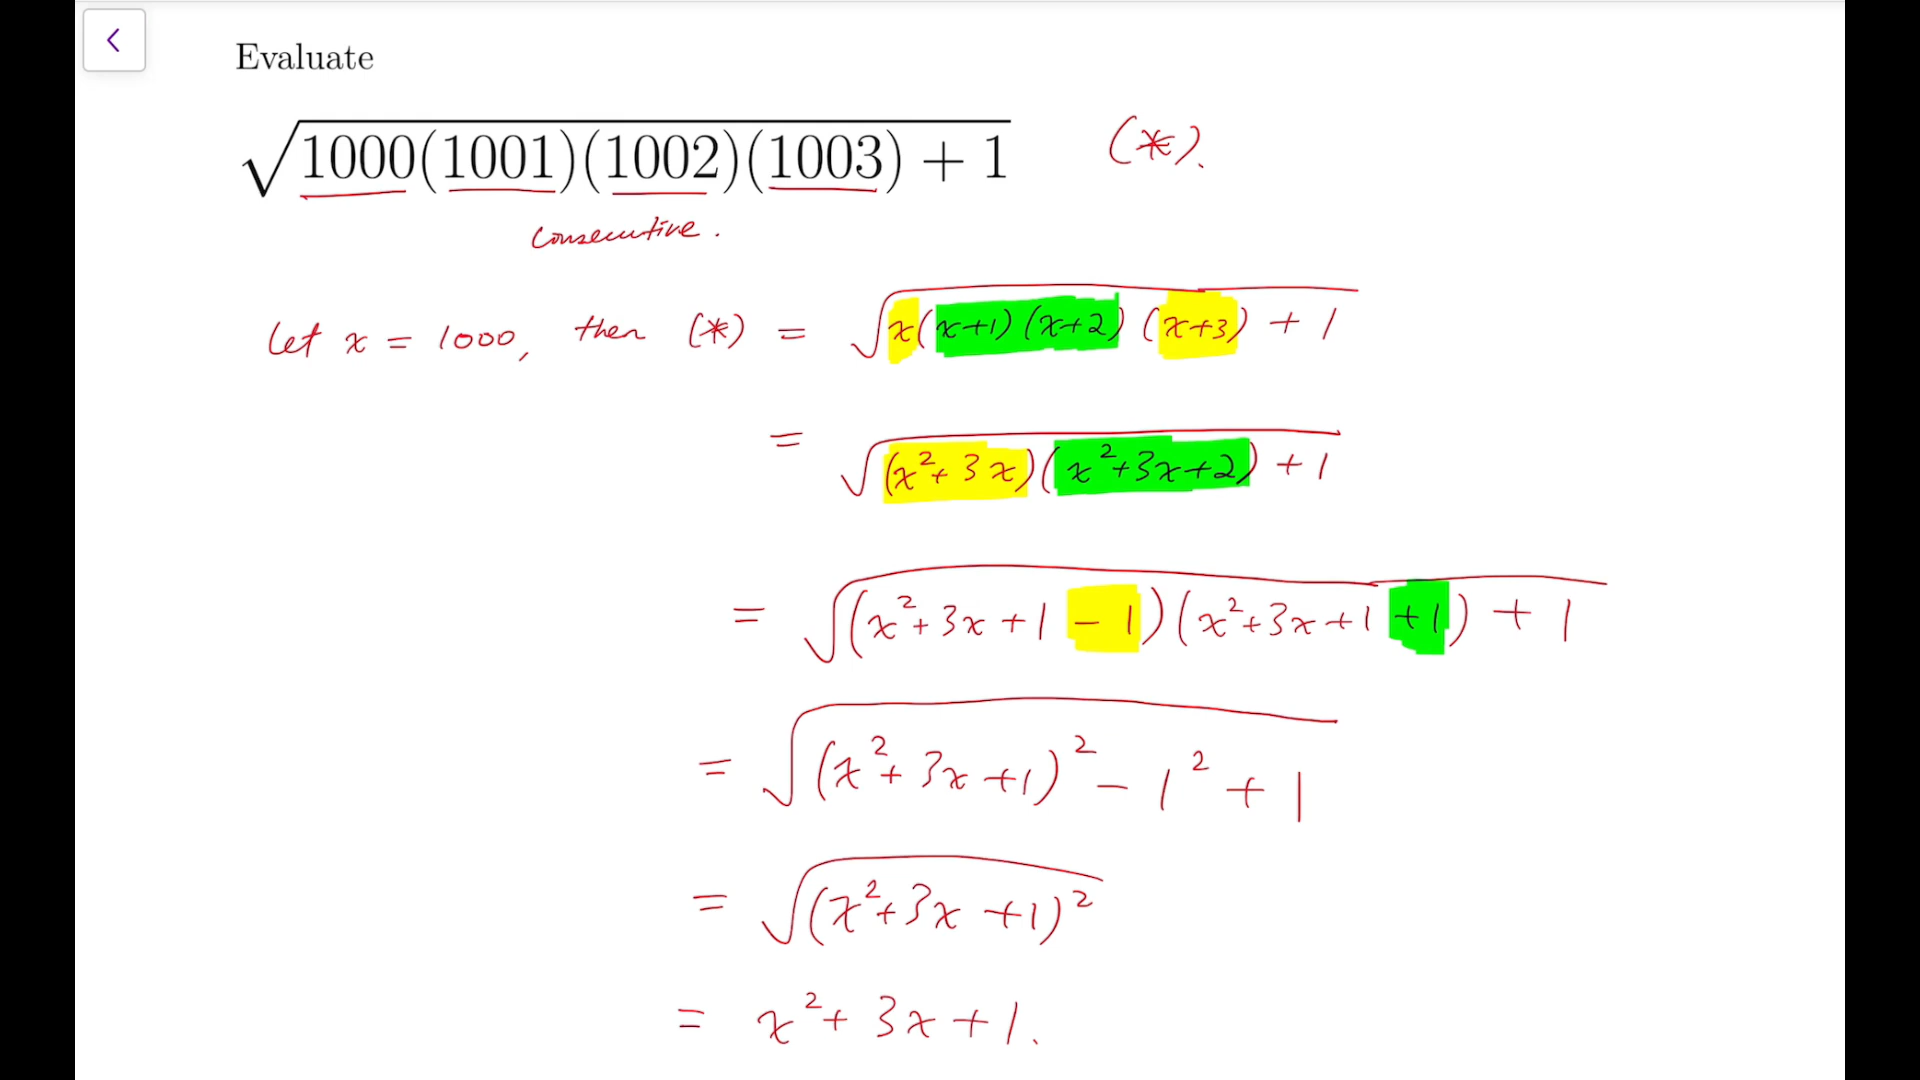 Evaluate
√(1000(1001)(1002)(1003) + 1) (*).
consecutive.
Let x = 1000, then (*) = √(x(x+1)(x+2)(x+3) + 1)
= √((x²+3x)(x²+3x+2) + 1)
= √((x²+3x+1-1)(x²+3x+1+1) + 1)
= √((x²+3x+1)² - 1² + 1)
= √((x²+3x+1)²)
= x²+3x+1.